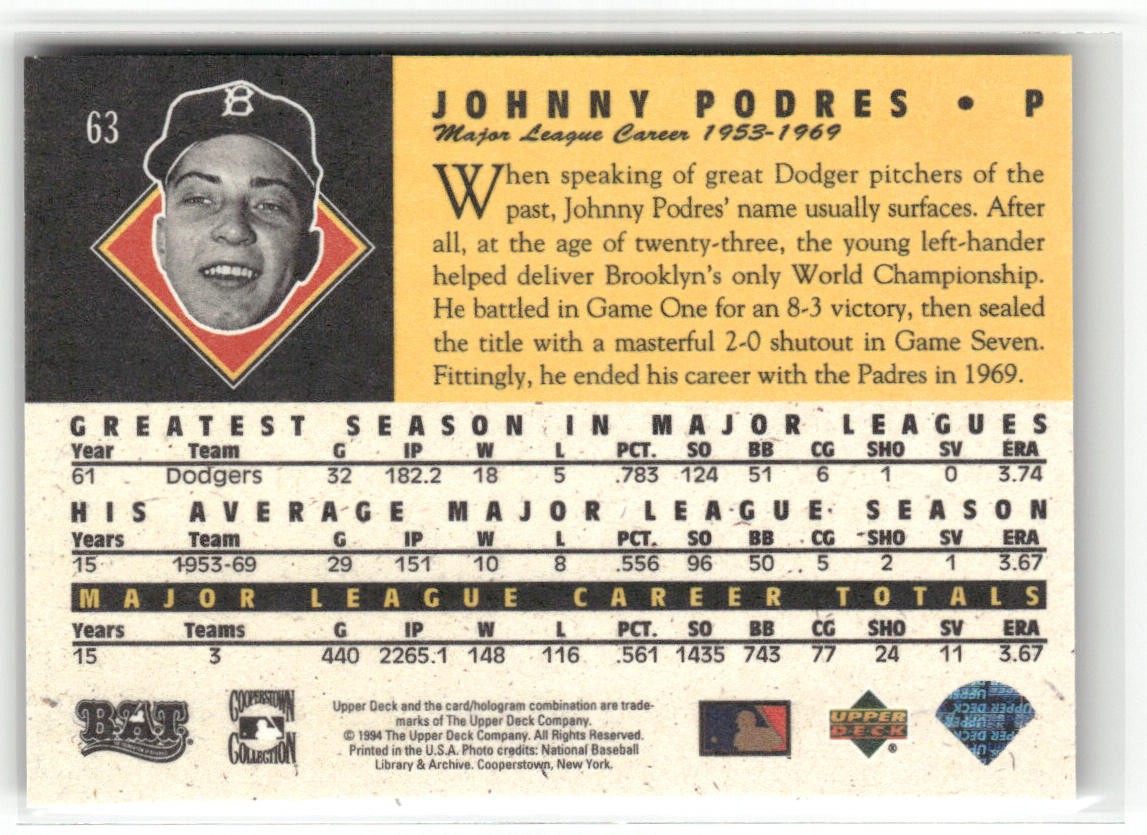 63
B
JOHNNY PODRES • P
Major League Career 1953-1969
When speaking of great Dodger pitchers of the
past, Johnny Podres' name usually surfaces. After
all, at the age of twenty-three, the young left-hander
helped deliver Brooklyn's only World Championship.
He battled in Game One for an 8-3 victory, then sealed
the title with a masterful 2-0 shutout in Game Seven.
Fittingly, he ended his career with the Padres in 1969.
GREATEST SEASON IN MAJOR LEAGUES
Year Team G IP W L PCT. SO BB CG SHO SV ERA
61 Dodgers 32 182.2 18 5 .783 124 51 6 1 0 3.74
HIS AVERAGE MAJOR LEAGUE SEASON
Years Team G IP W L PCT. SO BB CG SHO SV ERA
15 1953-69 29 151 10 8 .556 96 50 5 2 1 3.67
MAJOR LEAGUE CAREER TOTALS
Years Teams G IP W L PCT. SO BB CG SHO SV ERA
15 3 440 2265.1 148 116 .561 1435 743 77 24 11 3.67
BAT
COOPERSTOWN
COLLECTION
Upper Deck and the card/hologram combination are trade-
marks of The Upper Deck Company.
© 1994 The Upper Deck Company. All Rights Reserved.
Printed in the U.S.A. Photo credits: National Baseball
Library & Archive. Cooperstown, New York.
UPPER
DECK
®
UPPER DECK